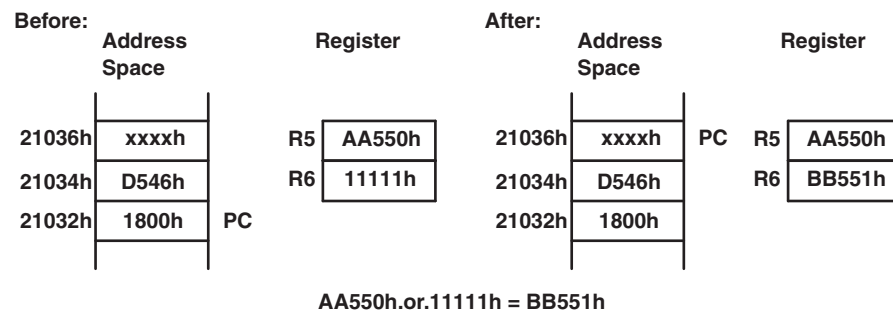 Before:
Address Space
Register
21036h xxxxh
21034h D546h
21032h 1800h PC
R5 AA550h
R6 11111h
After:
Address Space
Register
21036h xxxxh PC
21034h D546h
21032h 1800h
R5 AA550h
R6 BB551h
AA550h.or.11111h = BB551h